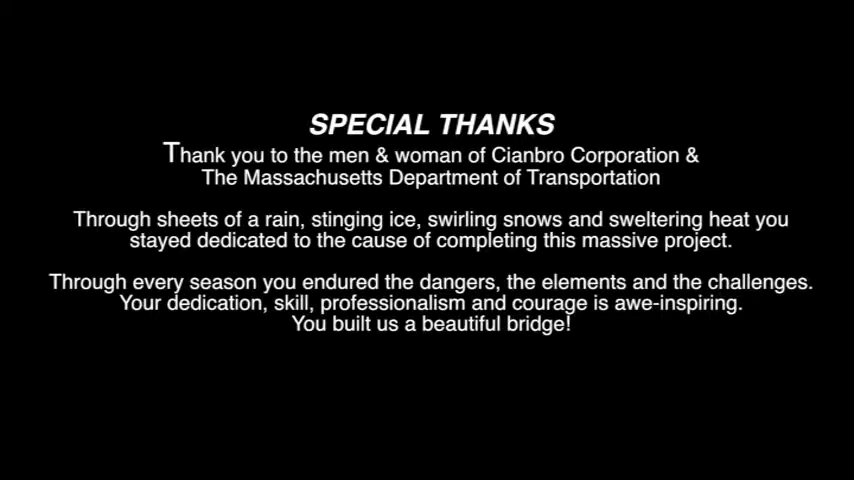 SPECIAL THANKS
Thank you to the men & woman of Cianbro Corporation &
The Massachusetts Department of Transportation
Through sheets of a rain, stinging ice, swirling snows and sweltering heat you
stayed dedicated to the cause of completing this massive project.
Through every season you endured the dangers, the elements and the challenges.
Your dedication, skill, professionalism and courage is awe-inspiring.
You built us a beautiful bridge!